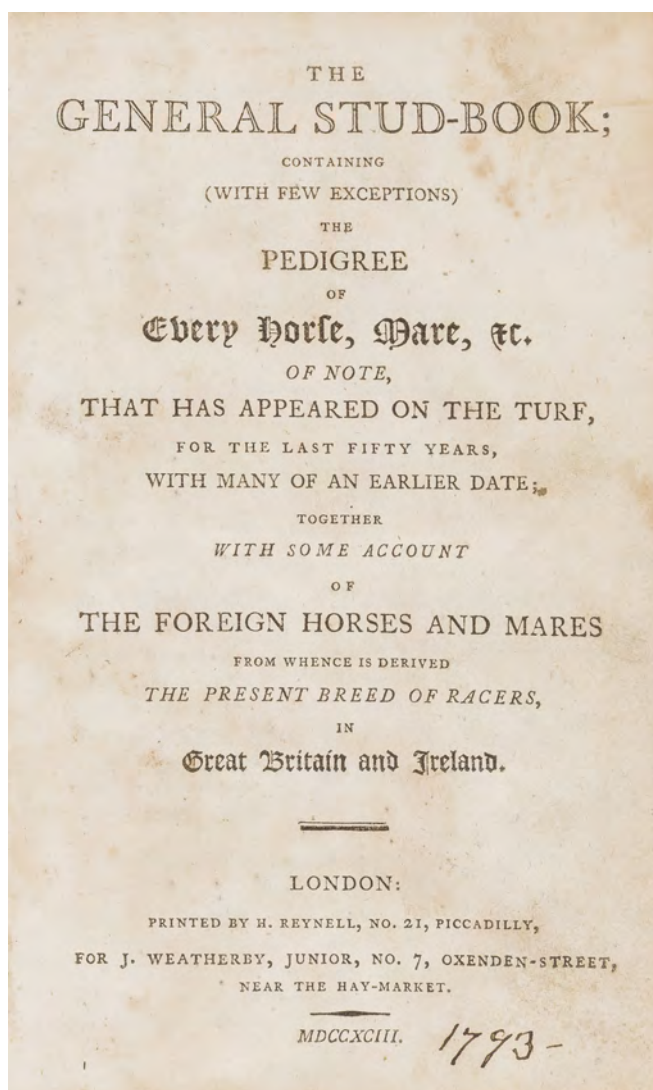 THE
GENERAL STUD-BOOK;
CONTAINING
(WITH FEW EXCEPTIONS)
THE
PEDIGREE
OF
Every Horſe, Mare, &c.
OF NOTE,
THAT HAS APPEARED ON THE TURF,
FOR THE LAST FIFTY YEARS,
WITH MANY OF AN EARLIER DATE;
TOGETHER
WITH SOME ACCOUNT
OF
THE FOREIGN HORSES AND MARES
FROM WHENCE IS DERIVED
THE PRESENT BREED OF RACERS,
IN
Great Britain and Ireland.
LONDON:
PRINTED BY H. REYNELL, NO. 21, PICCADILLY,
FOR J. WEATHERBY, JUNIOR, NO. 7, OXENDEN-STREET,
NEAR THE HAY-MARKET.
MDCCXCIII. 1793-